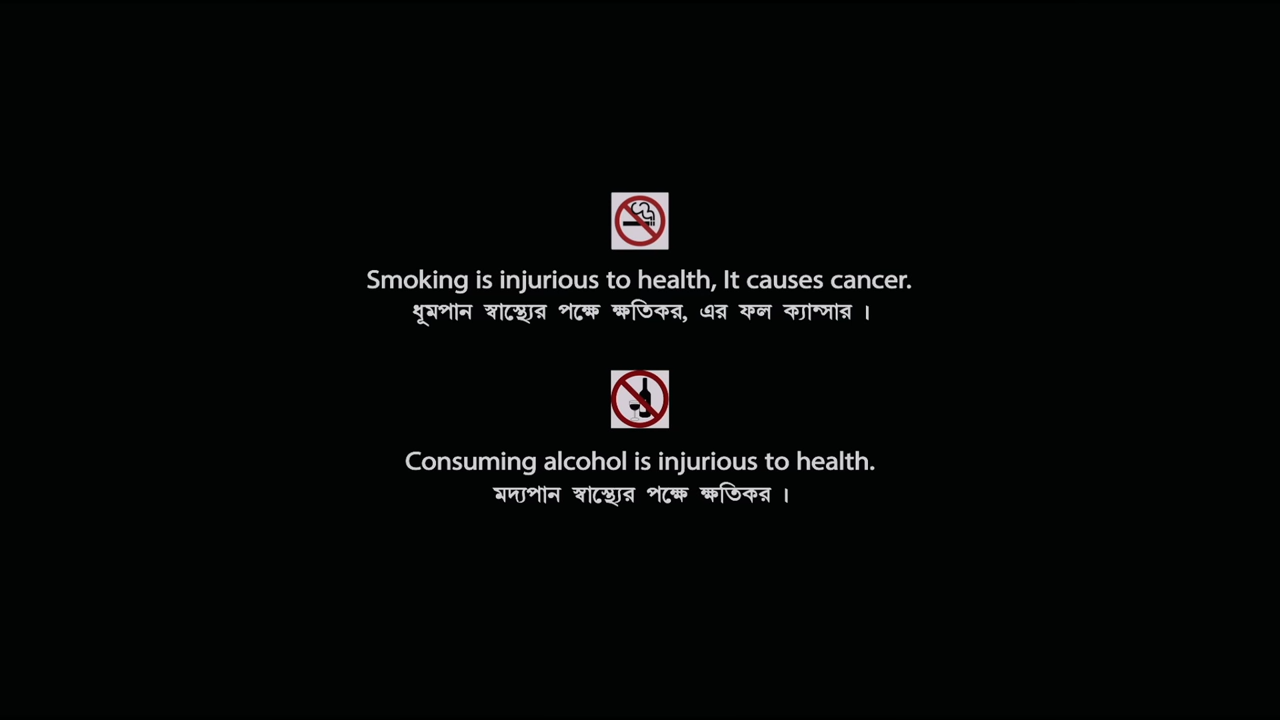 Smoking is injurious to health, It causes cancer.
ধূমপান স্বাস্থ্যের পক্ষে ক্ষতিকর, এর ফল ক্যান্সার ।
Consuming alcohol is injurious to health.
মদ্যপান স্বাস্থ্যের পক্ষে ক্ষতিকর ।